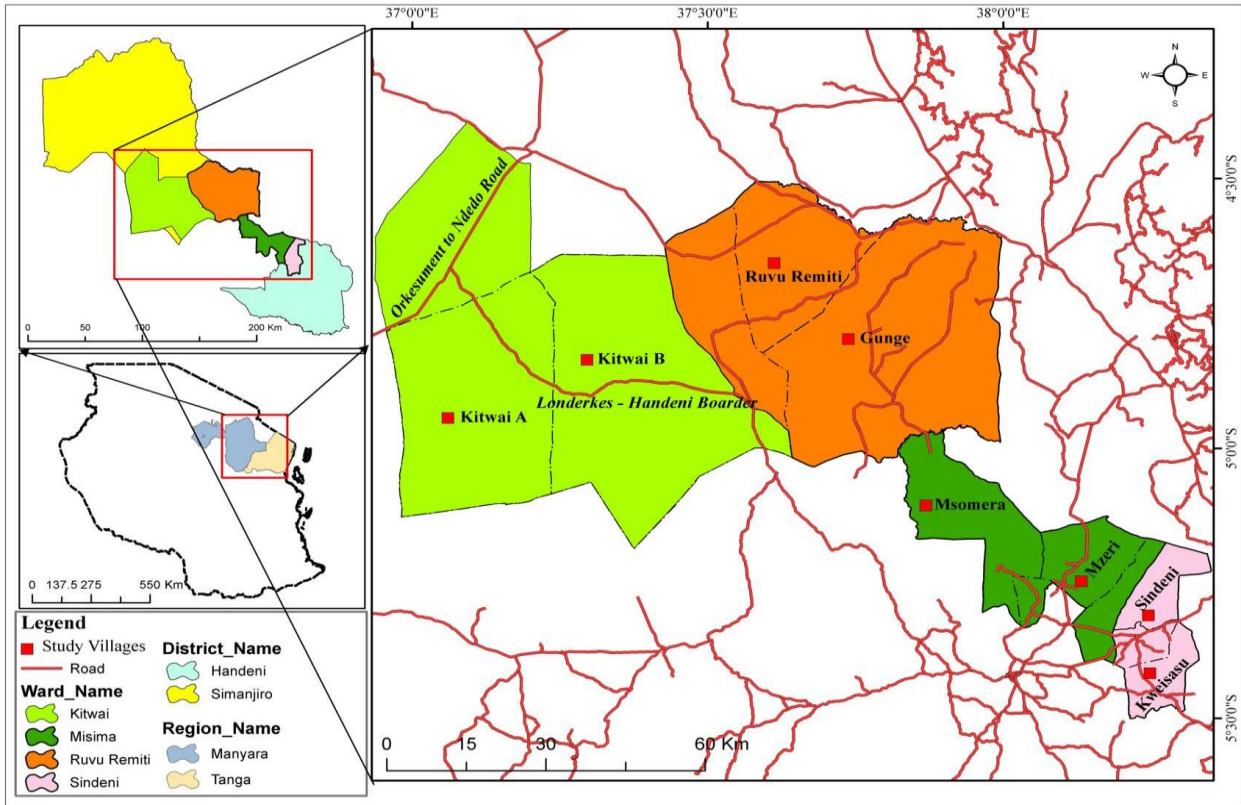 37°0'0"E 37°30'0"E 38°0'0"E
N
W E
S
4°30'0"S
5°0'0"S
5°30'0"S
0 50 100 200 Km
0 137.5 275 550 Km
Orkesument to Ndedo Road
Ruvu Remiti
Gunge
Kitwai B
Londerkes - Handeni Boarder
Kitwai A
Msomera
Mzeri
Sindeni
Kweisasu
0 15 30 60 Km
Legend
Study Villages
Road
Ward_Name
Kitwai
Misima
Ruvu Remiti
Sindeni
District_Name
Handeni
Simanjiro
Region_Name
Manyara
Tanga